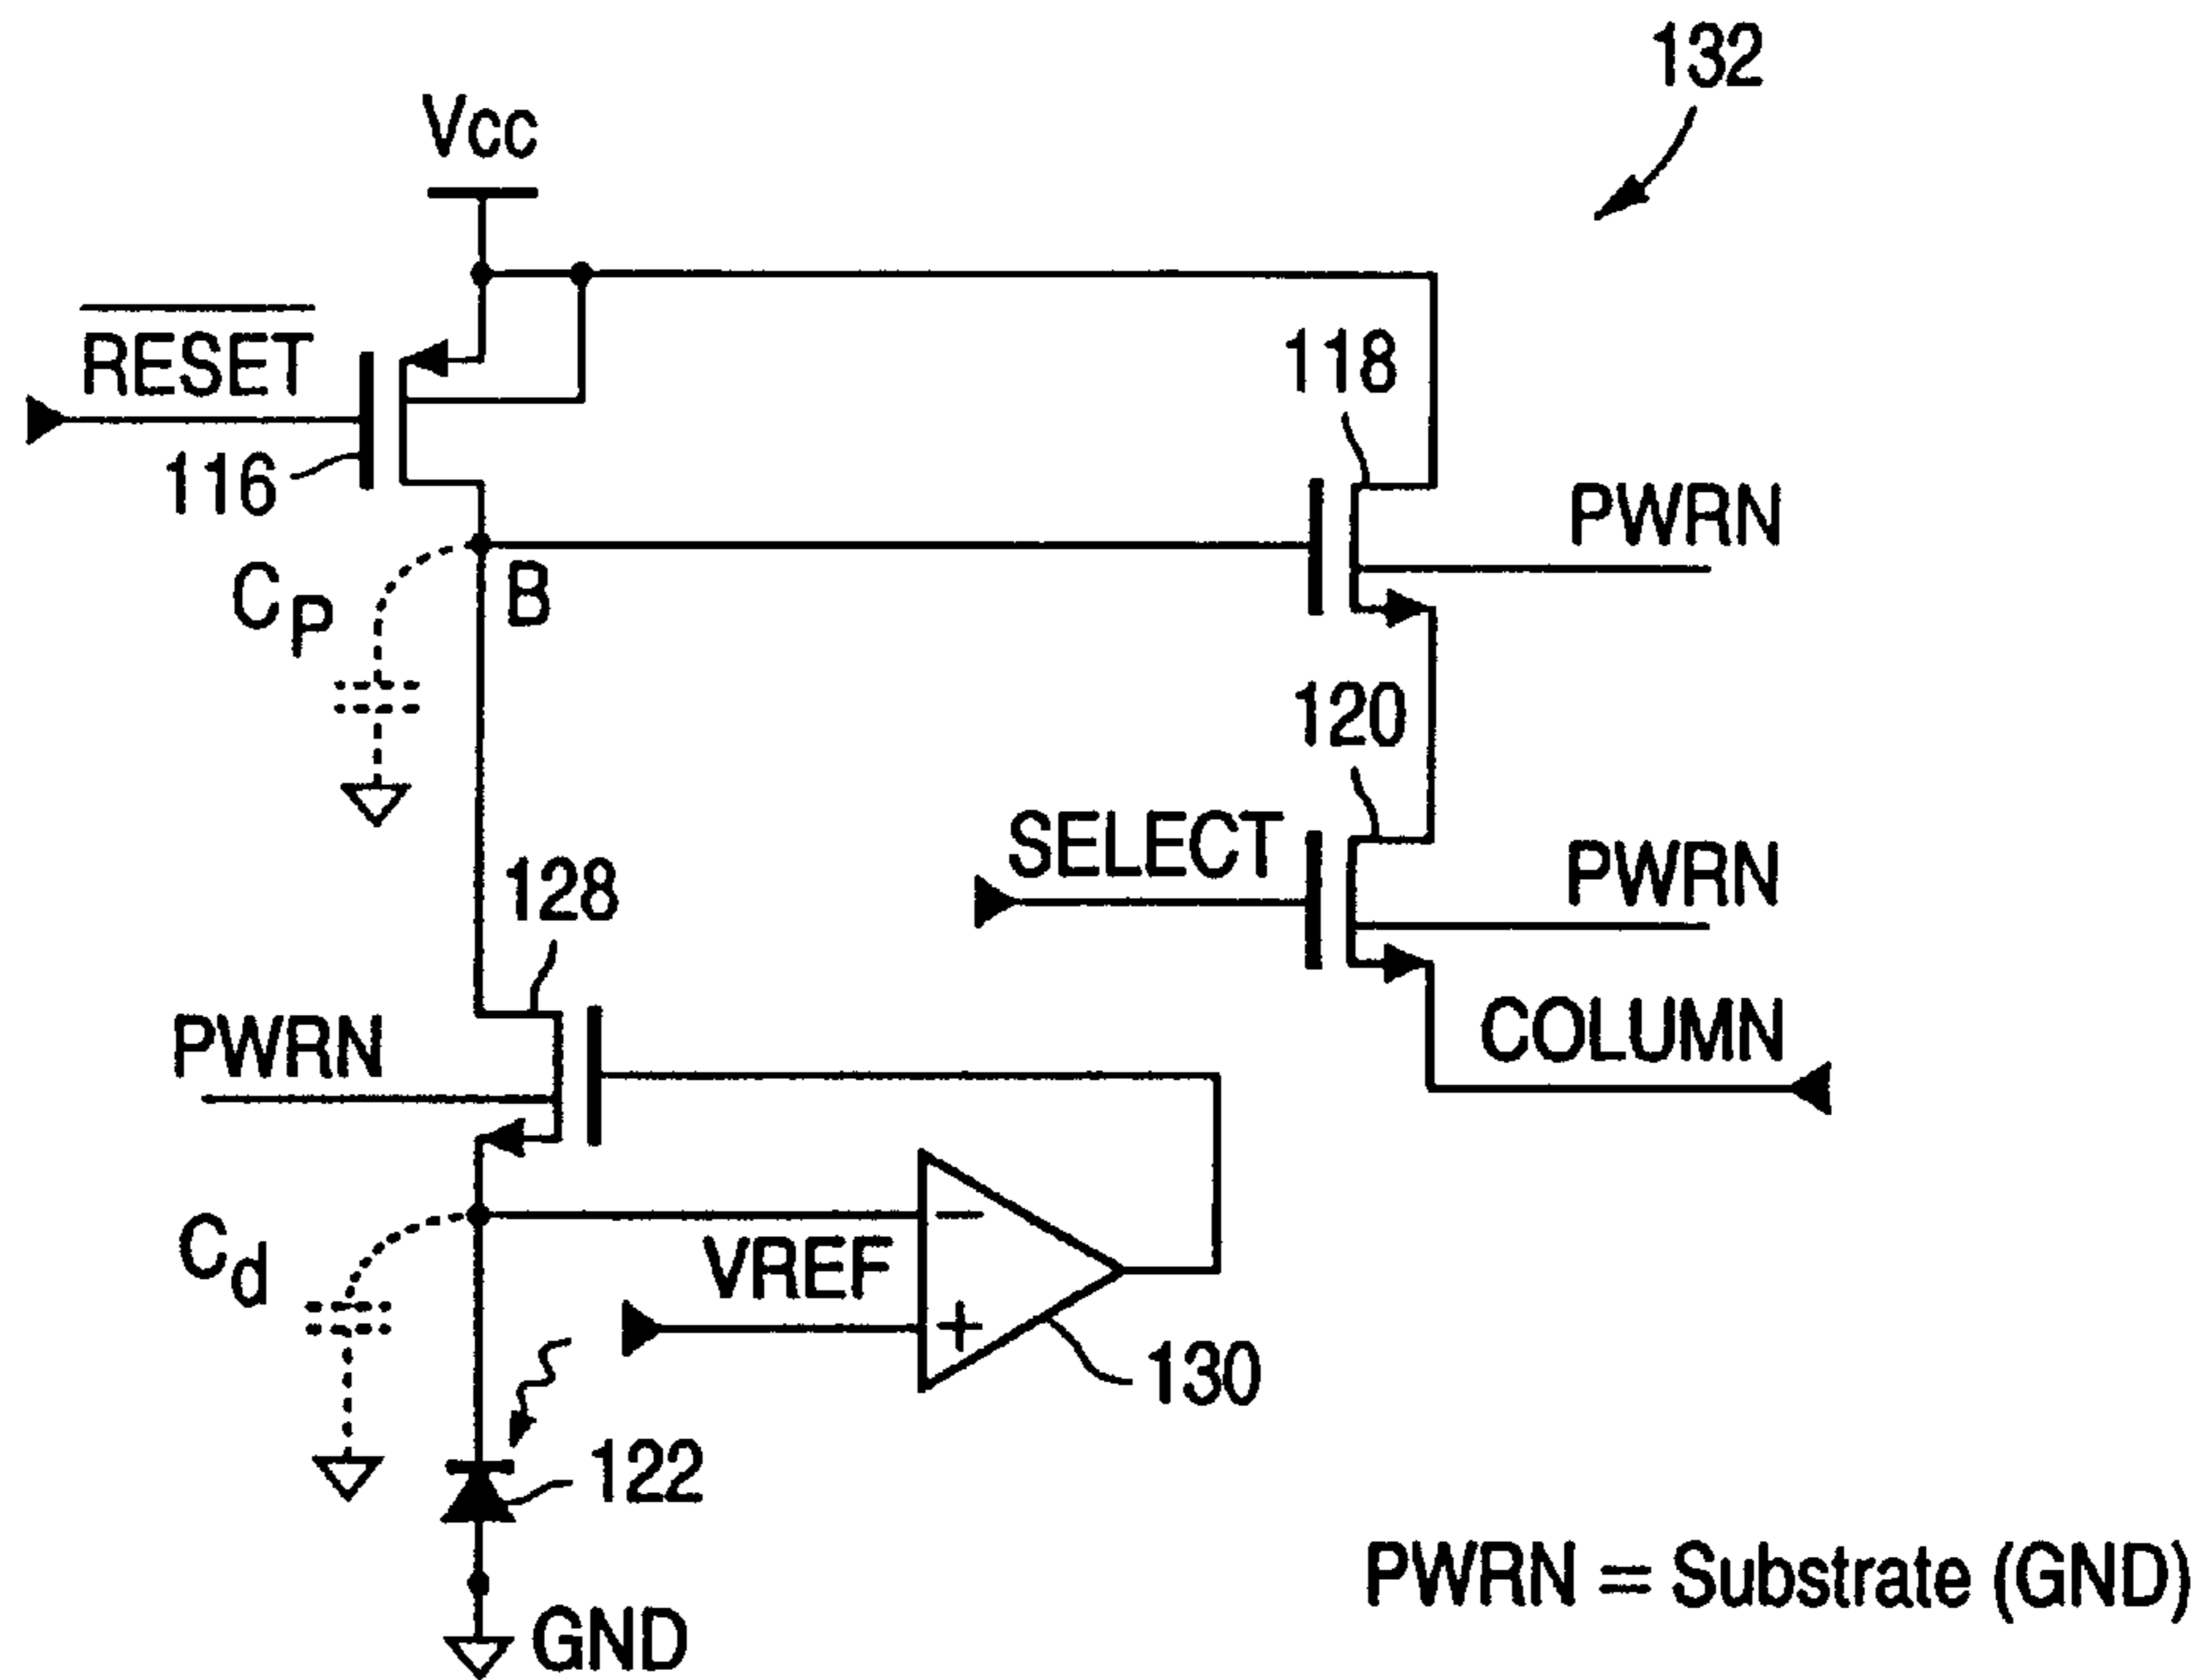 132
Vcc
RESET
116
118
PWRN
B
CP
120
SELECT
PWRN
128
COLUMN
PWRN
Cd
VREF
−
+
130
122
GND
PWRN = Substrate (GND)